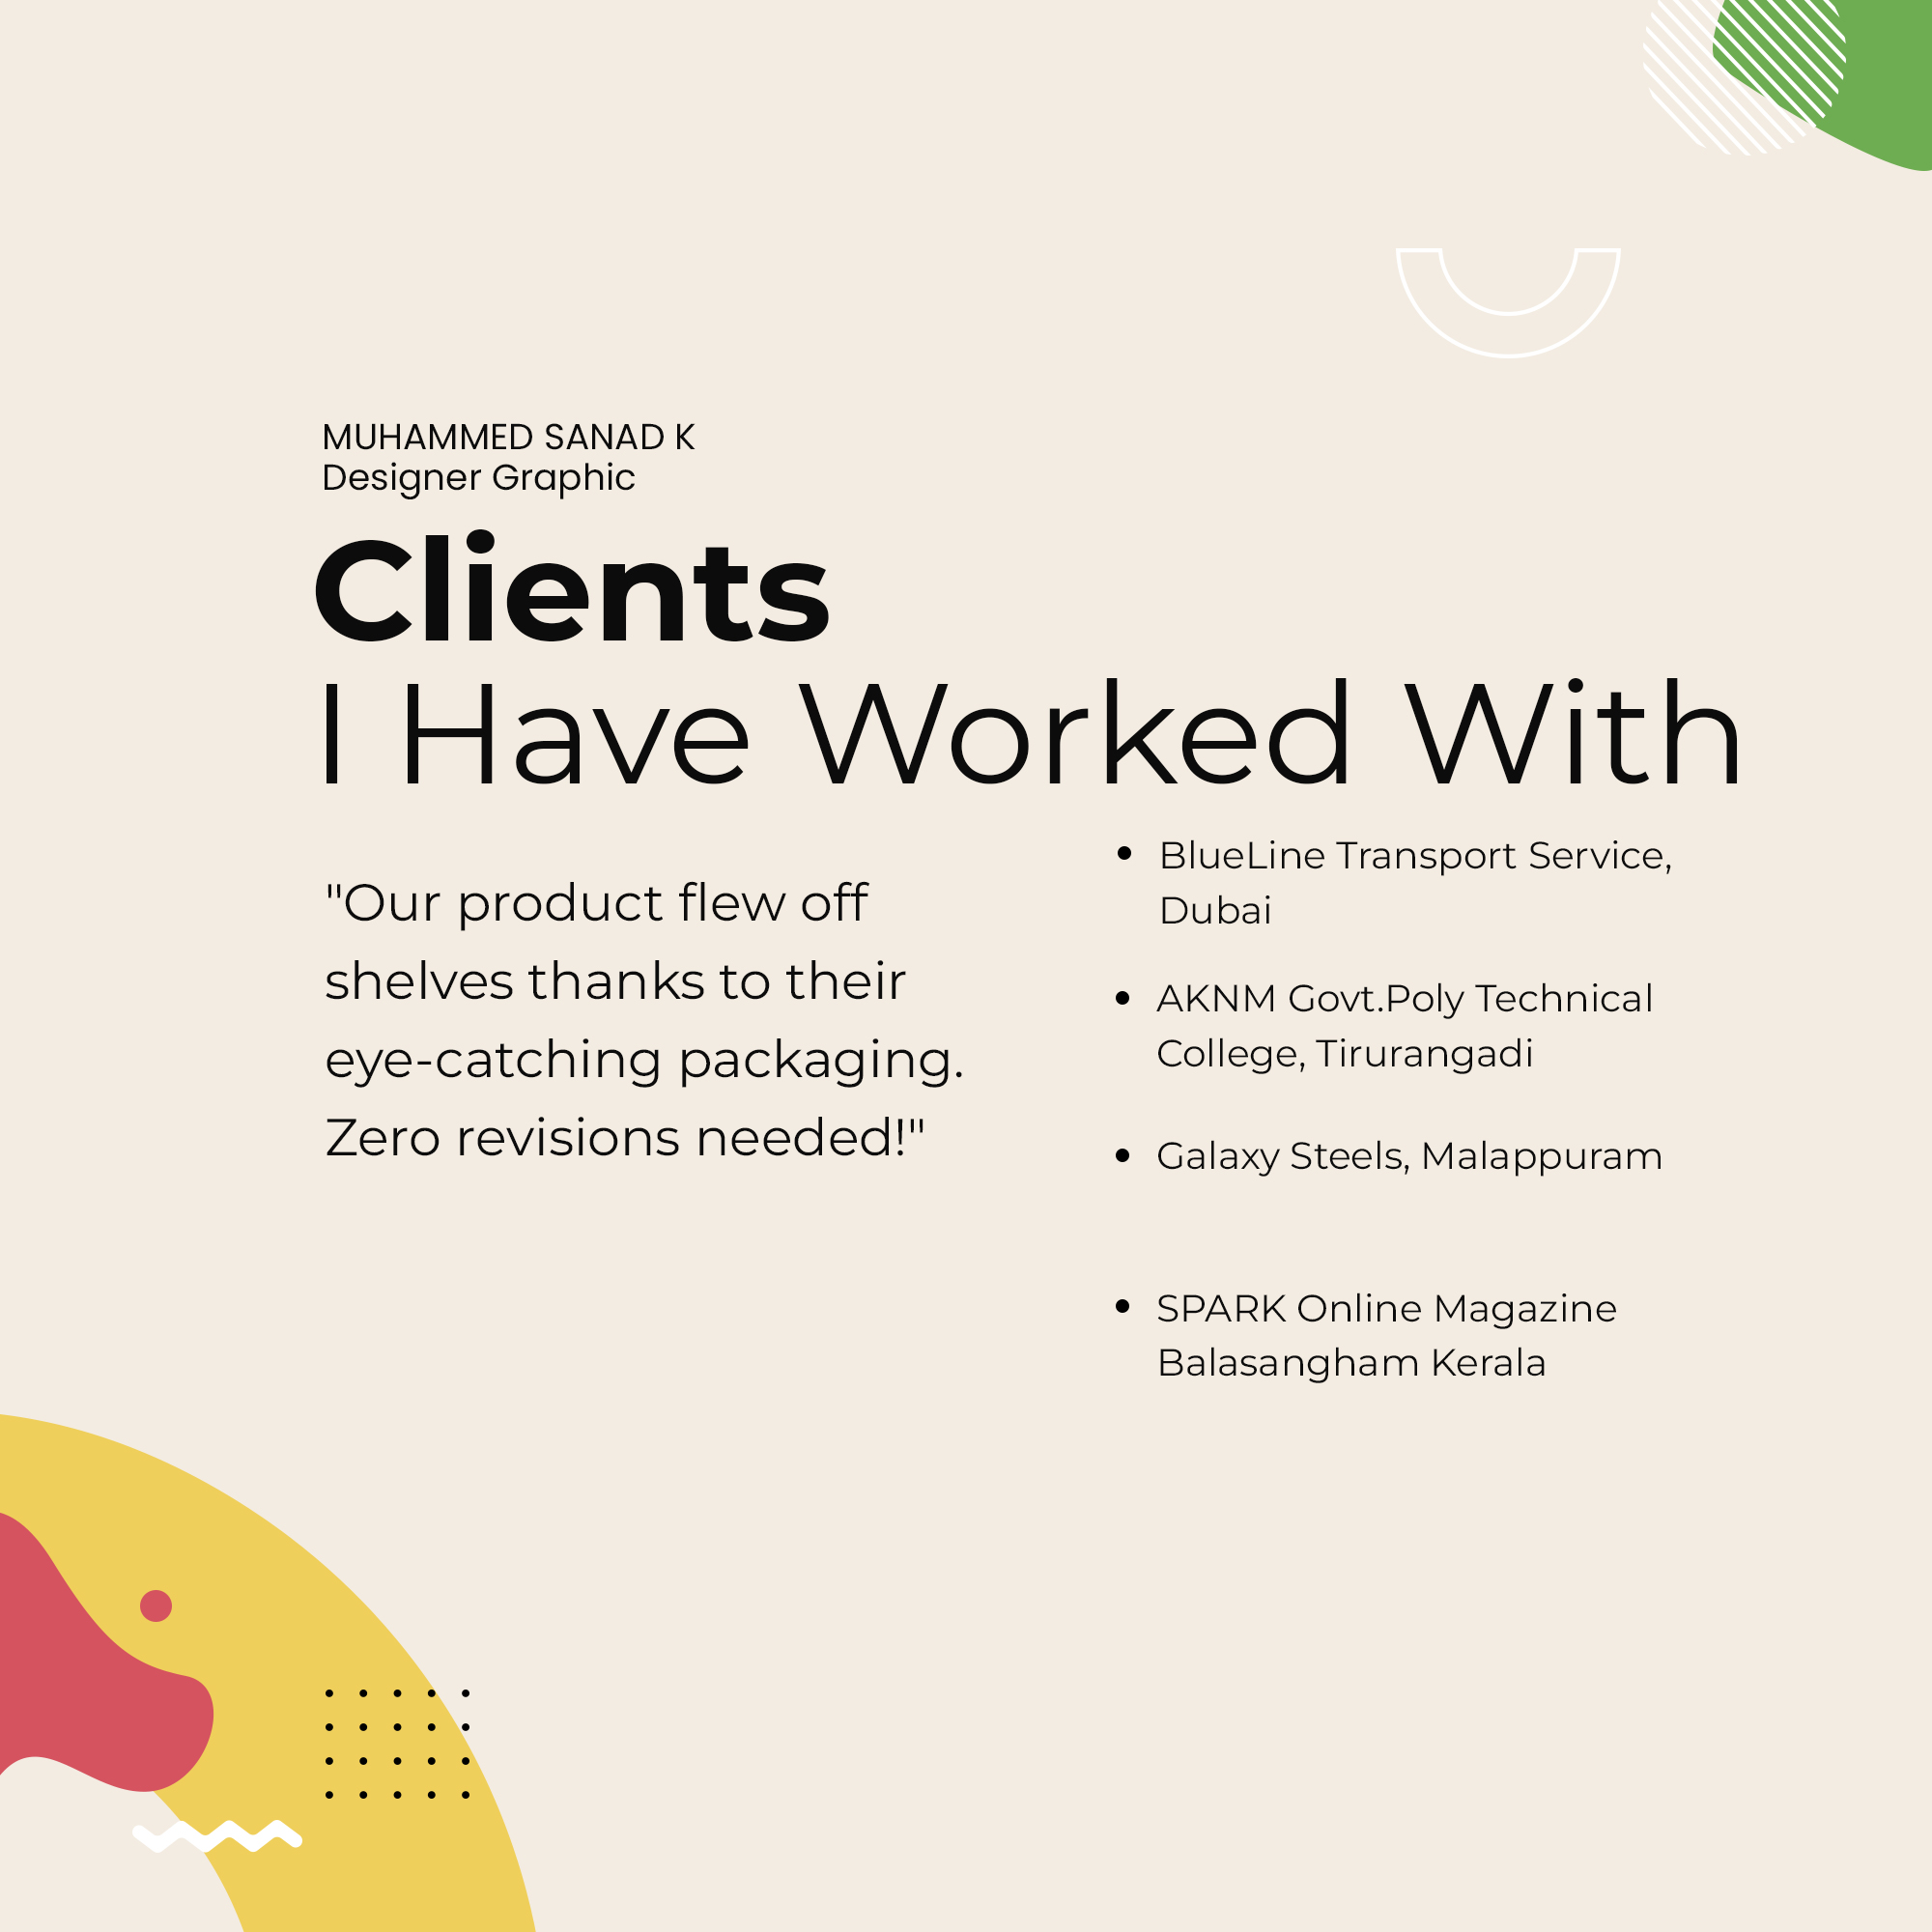 MUHAMMED SANAD K
Designer Graphic
Clients
I Have Worked With
"Our product flew off
shelves thanks to their
eye-catching packaging.
Zero revisions needed!"
• BlueLine Transport Service,
Dubai
• AKNM Govt.Poly Technical
College, Tirurangadi
• Galaxy Steels, Malappuram
• SPARK Online Magazine
Balasangham Kerala